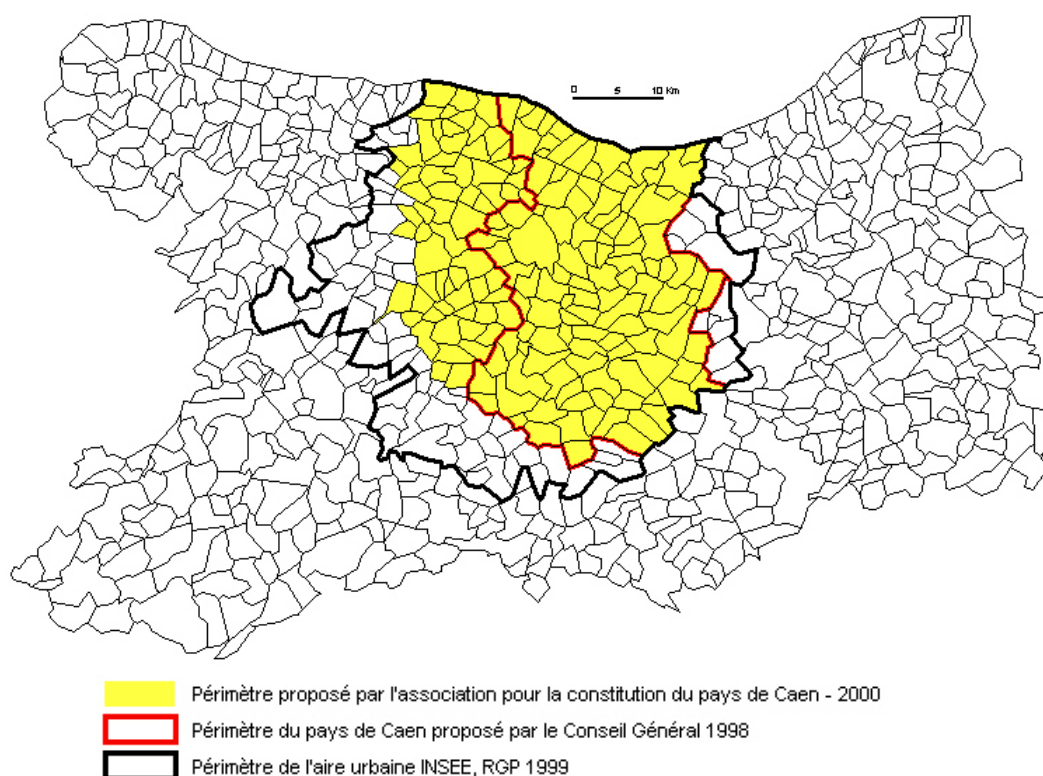 0 5 10 Km
Périmètre proposé par l'association pour la constitution du pays de Caen - 2000
Périmètre du pays de Caen proposé par le Conseil Général 1998
Périmètre de l'aire urbaine INSEE, RGP 1999